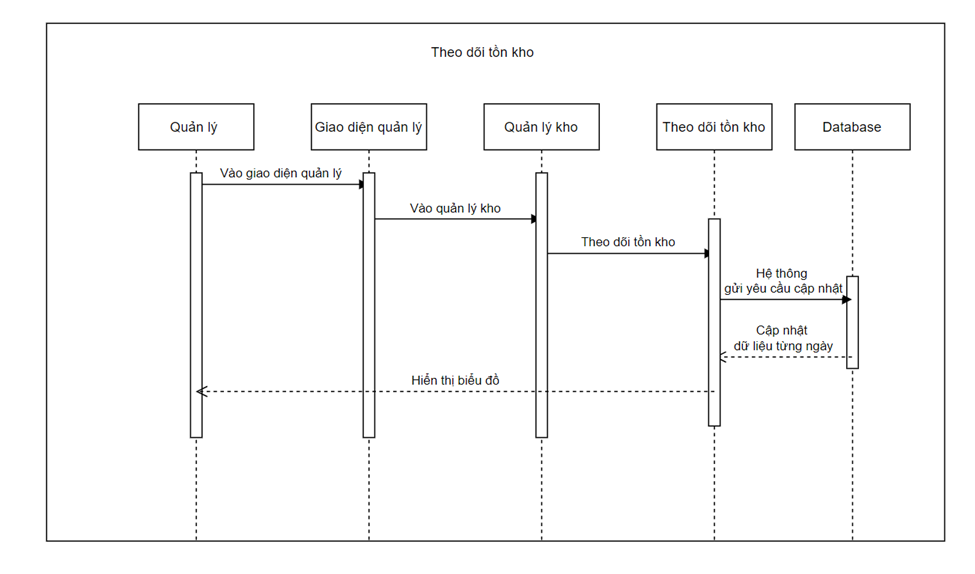 Theo dõi tồn kho
Quản lý
Giao diện quản lý
Quản lý kho
Theo dõi tồn kho
Database
Vào giao diện quản lý
Vào quản lý kho
Theo dõi tồn kho
Hệ thông
gửi yêu cầu cập nhật
Cập nhật
dữ liệu từng ngày
Hiển thị biểu đồ